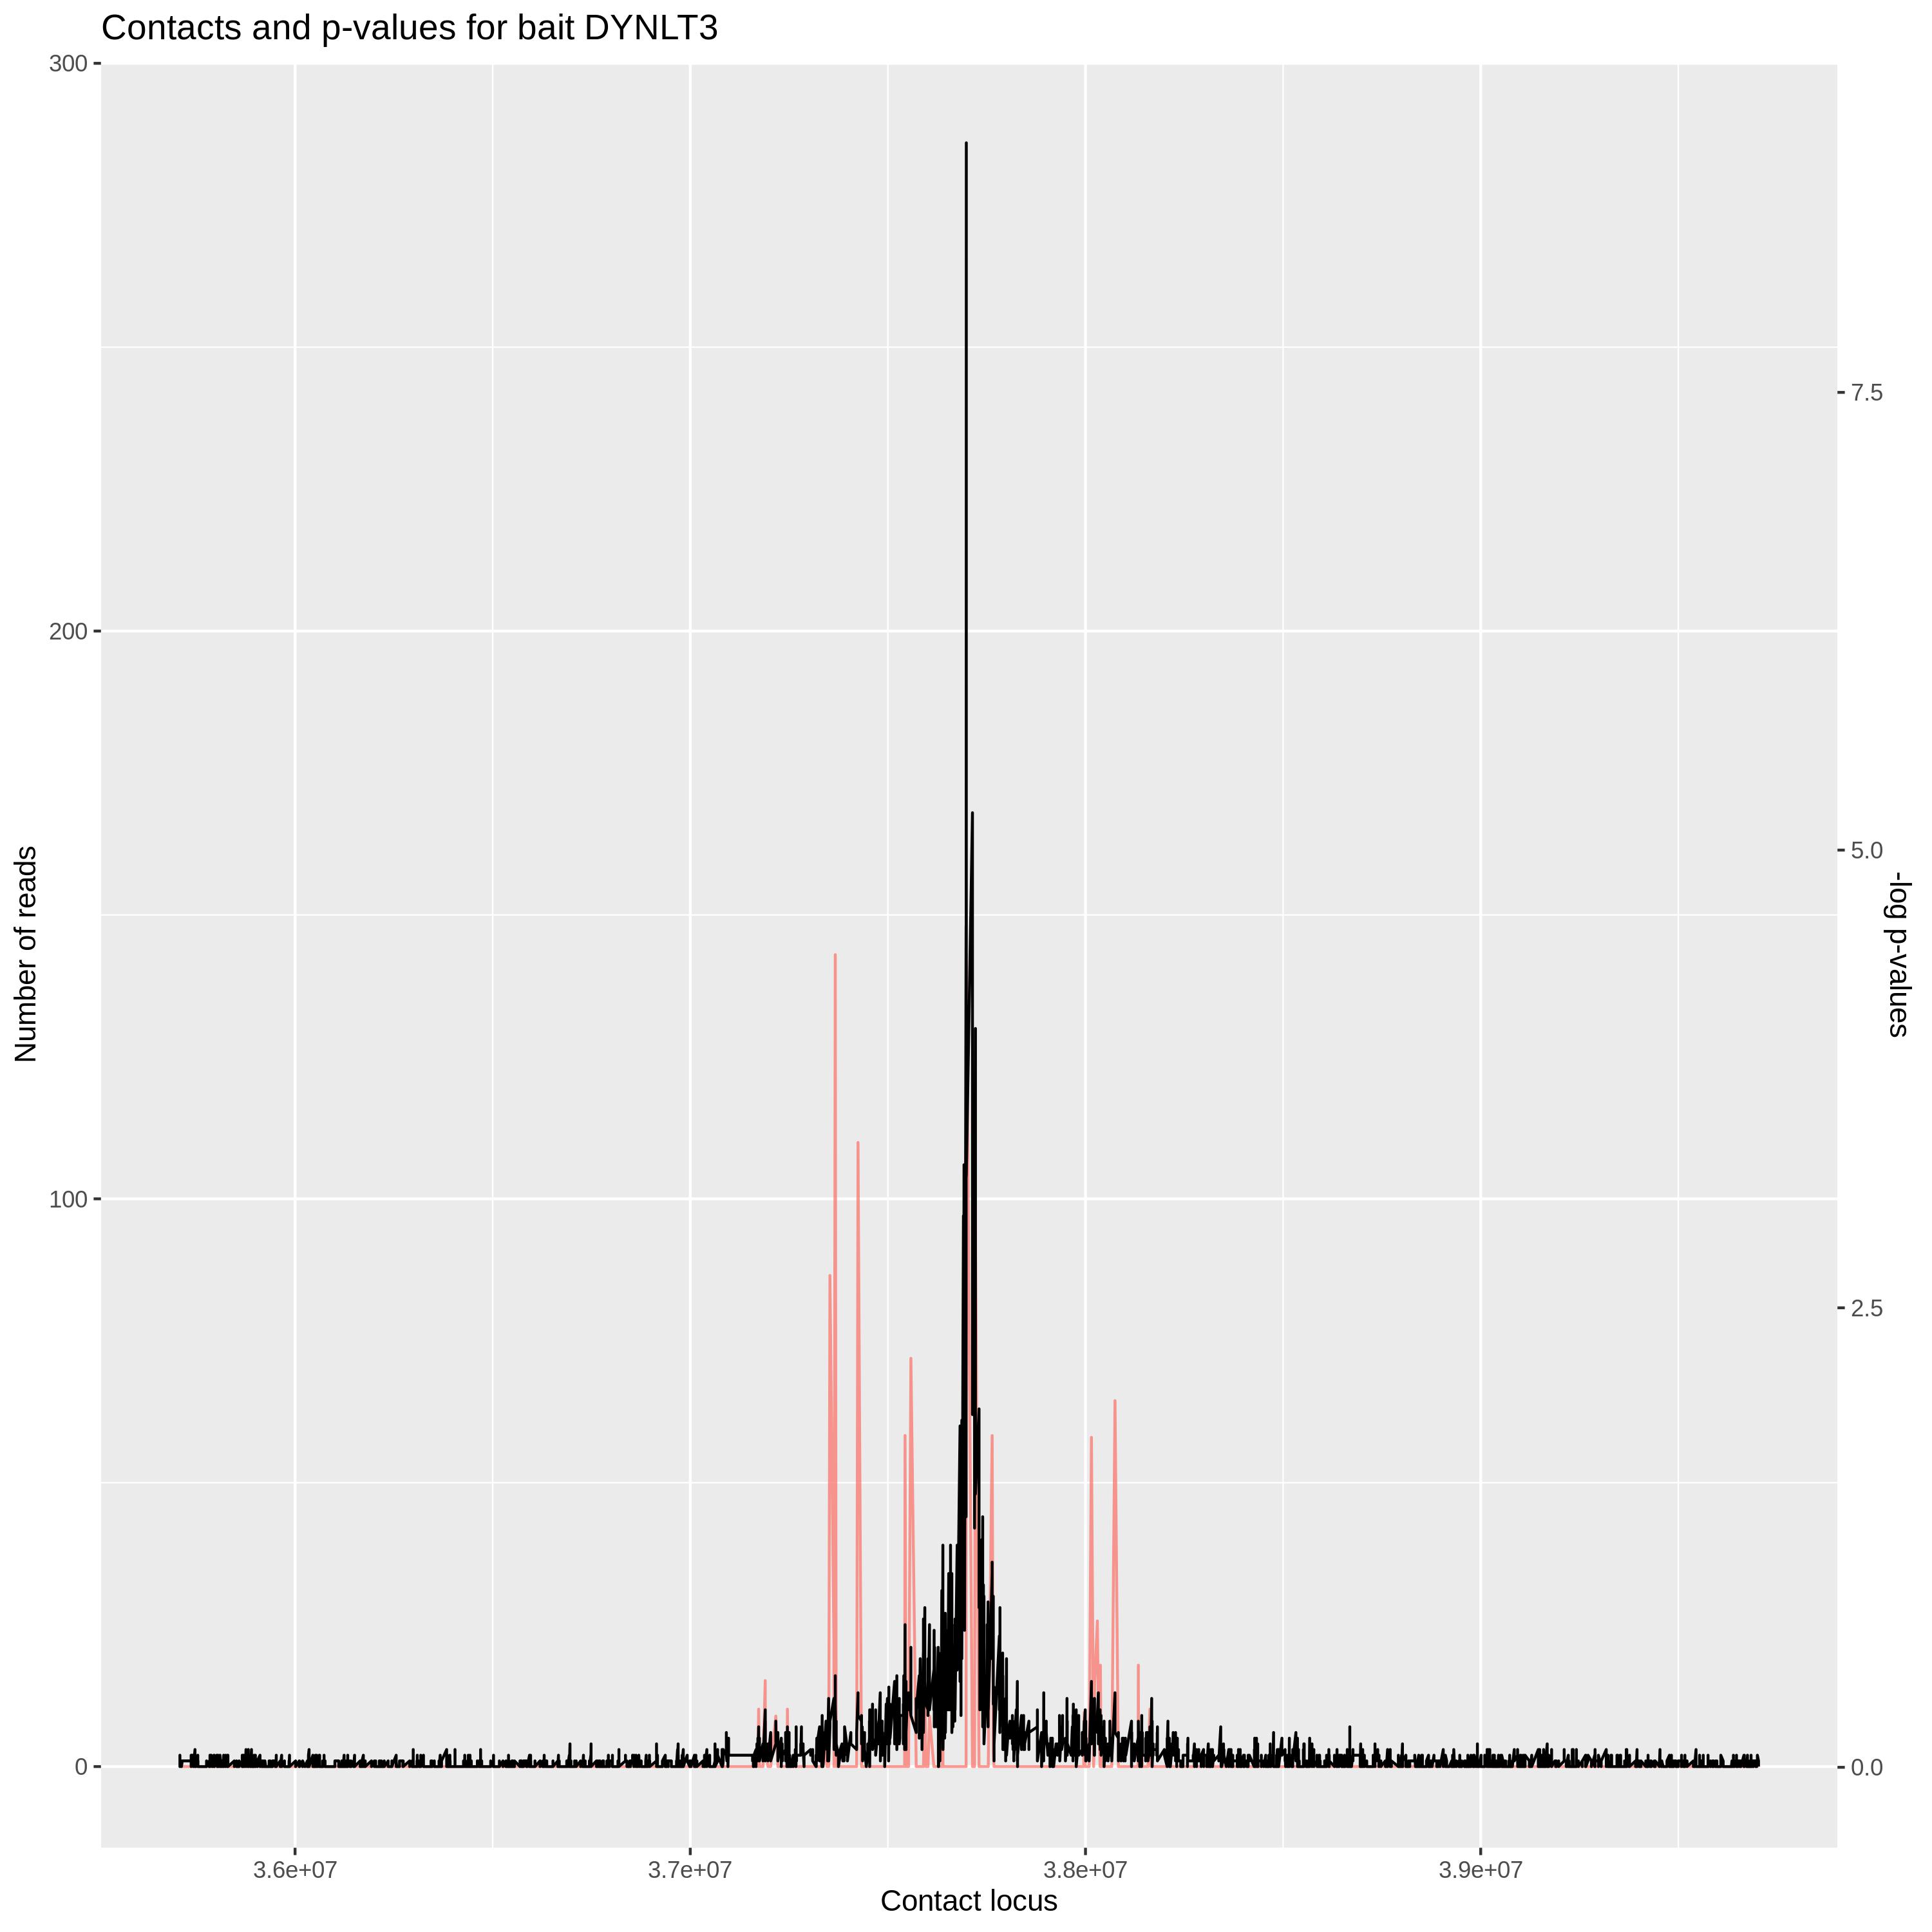 Contacts and p-values for bait DYNLT3
300
200
100
0
Number of reads
7.5
5.0
2.5
0.0
-log p-values
3.6e+07 3.7e+07 3.8e+07 3.9e+07
Contact locus